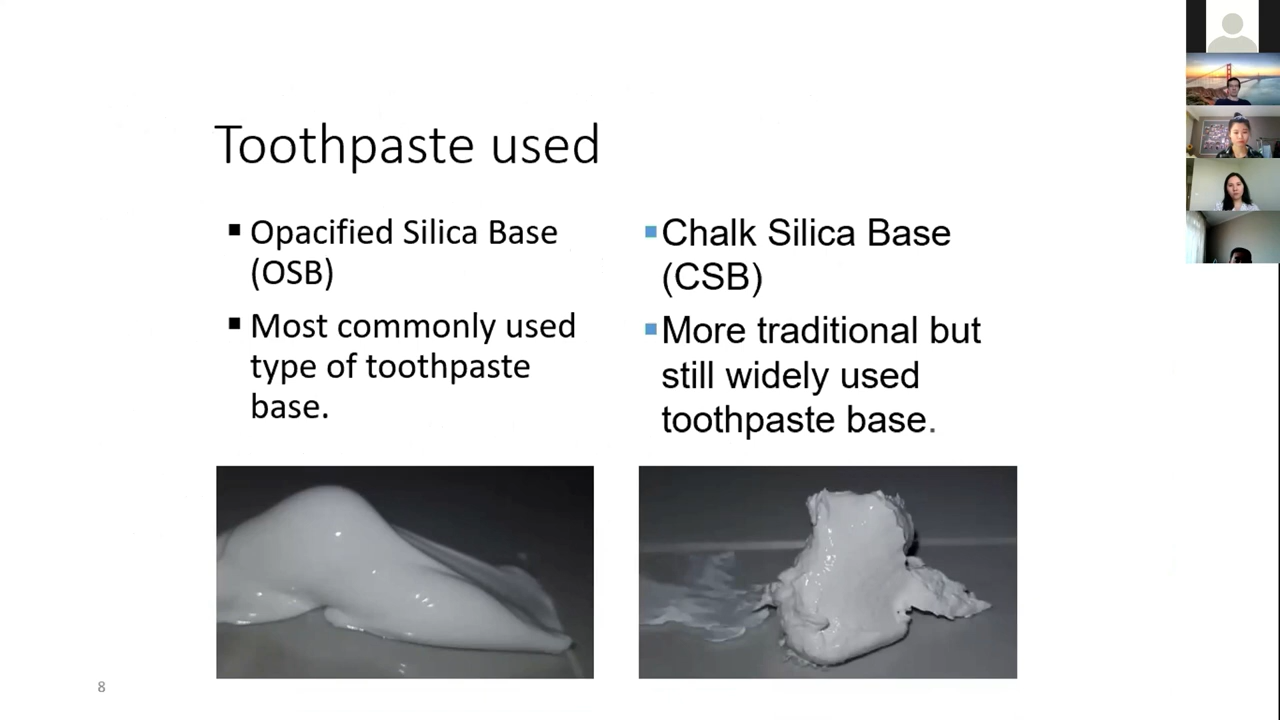 Toothpaste used
▪ Opacified Silica Base
(OSB)
▪ Most commonly used
type of toothpaste
base.
▪ Chalk Silica Base
(CSB)
▪ More traditional but
still widely used
toothpaste base.
8